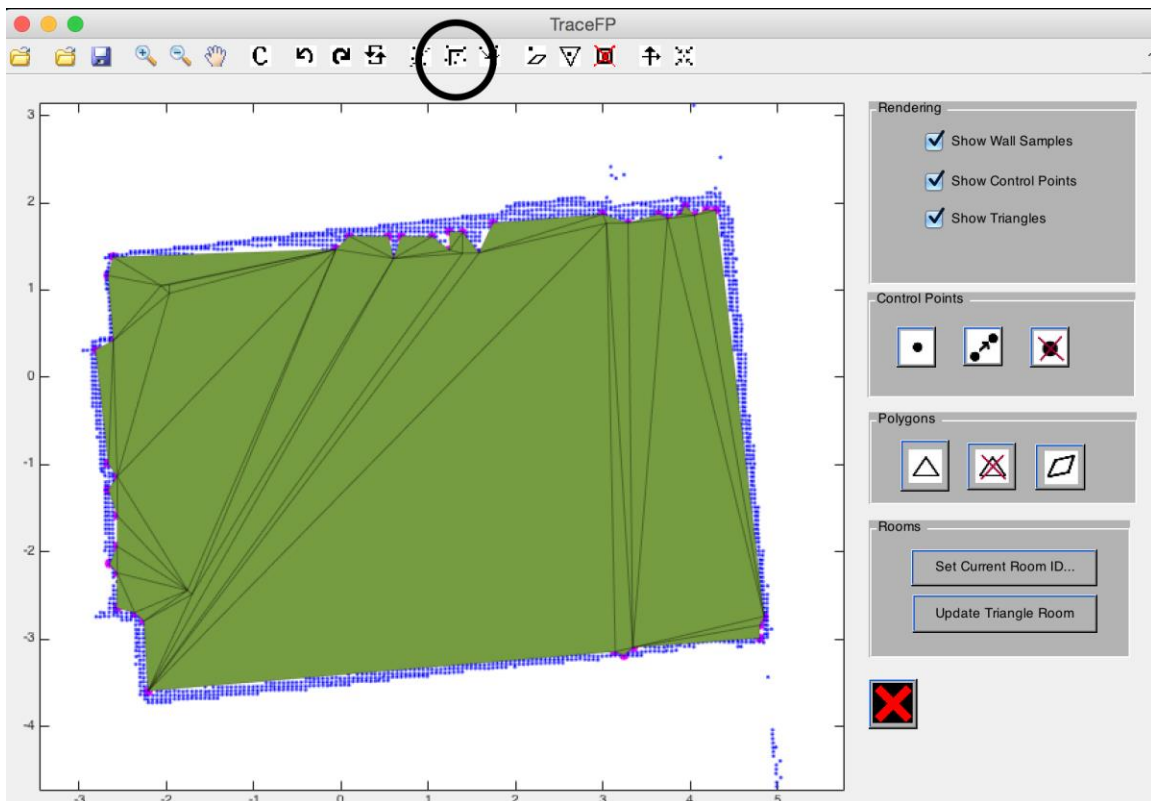 TraceFP
C
Rendering
Show Wall Samples
Show Control Points
Show Triangles
Control Points
Polygons
Rooms
Set Current Room ID...
Update Triangle Room
3
2
1
0
-1
-2
-3
-4
-3 -2 -1 0 1 2 3 4 5